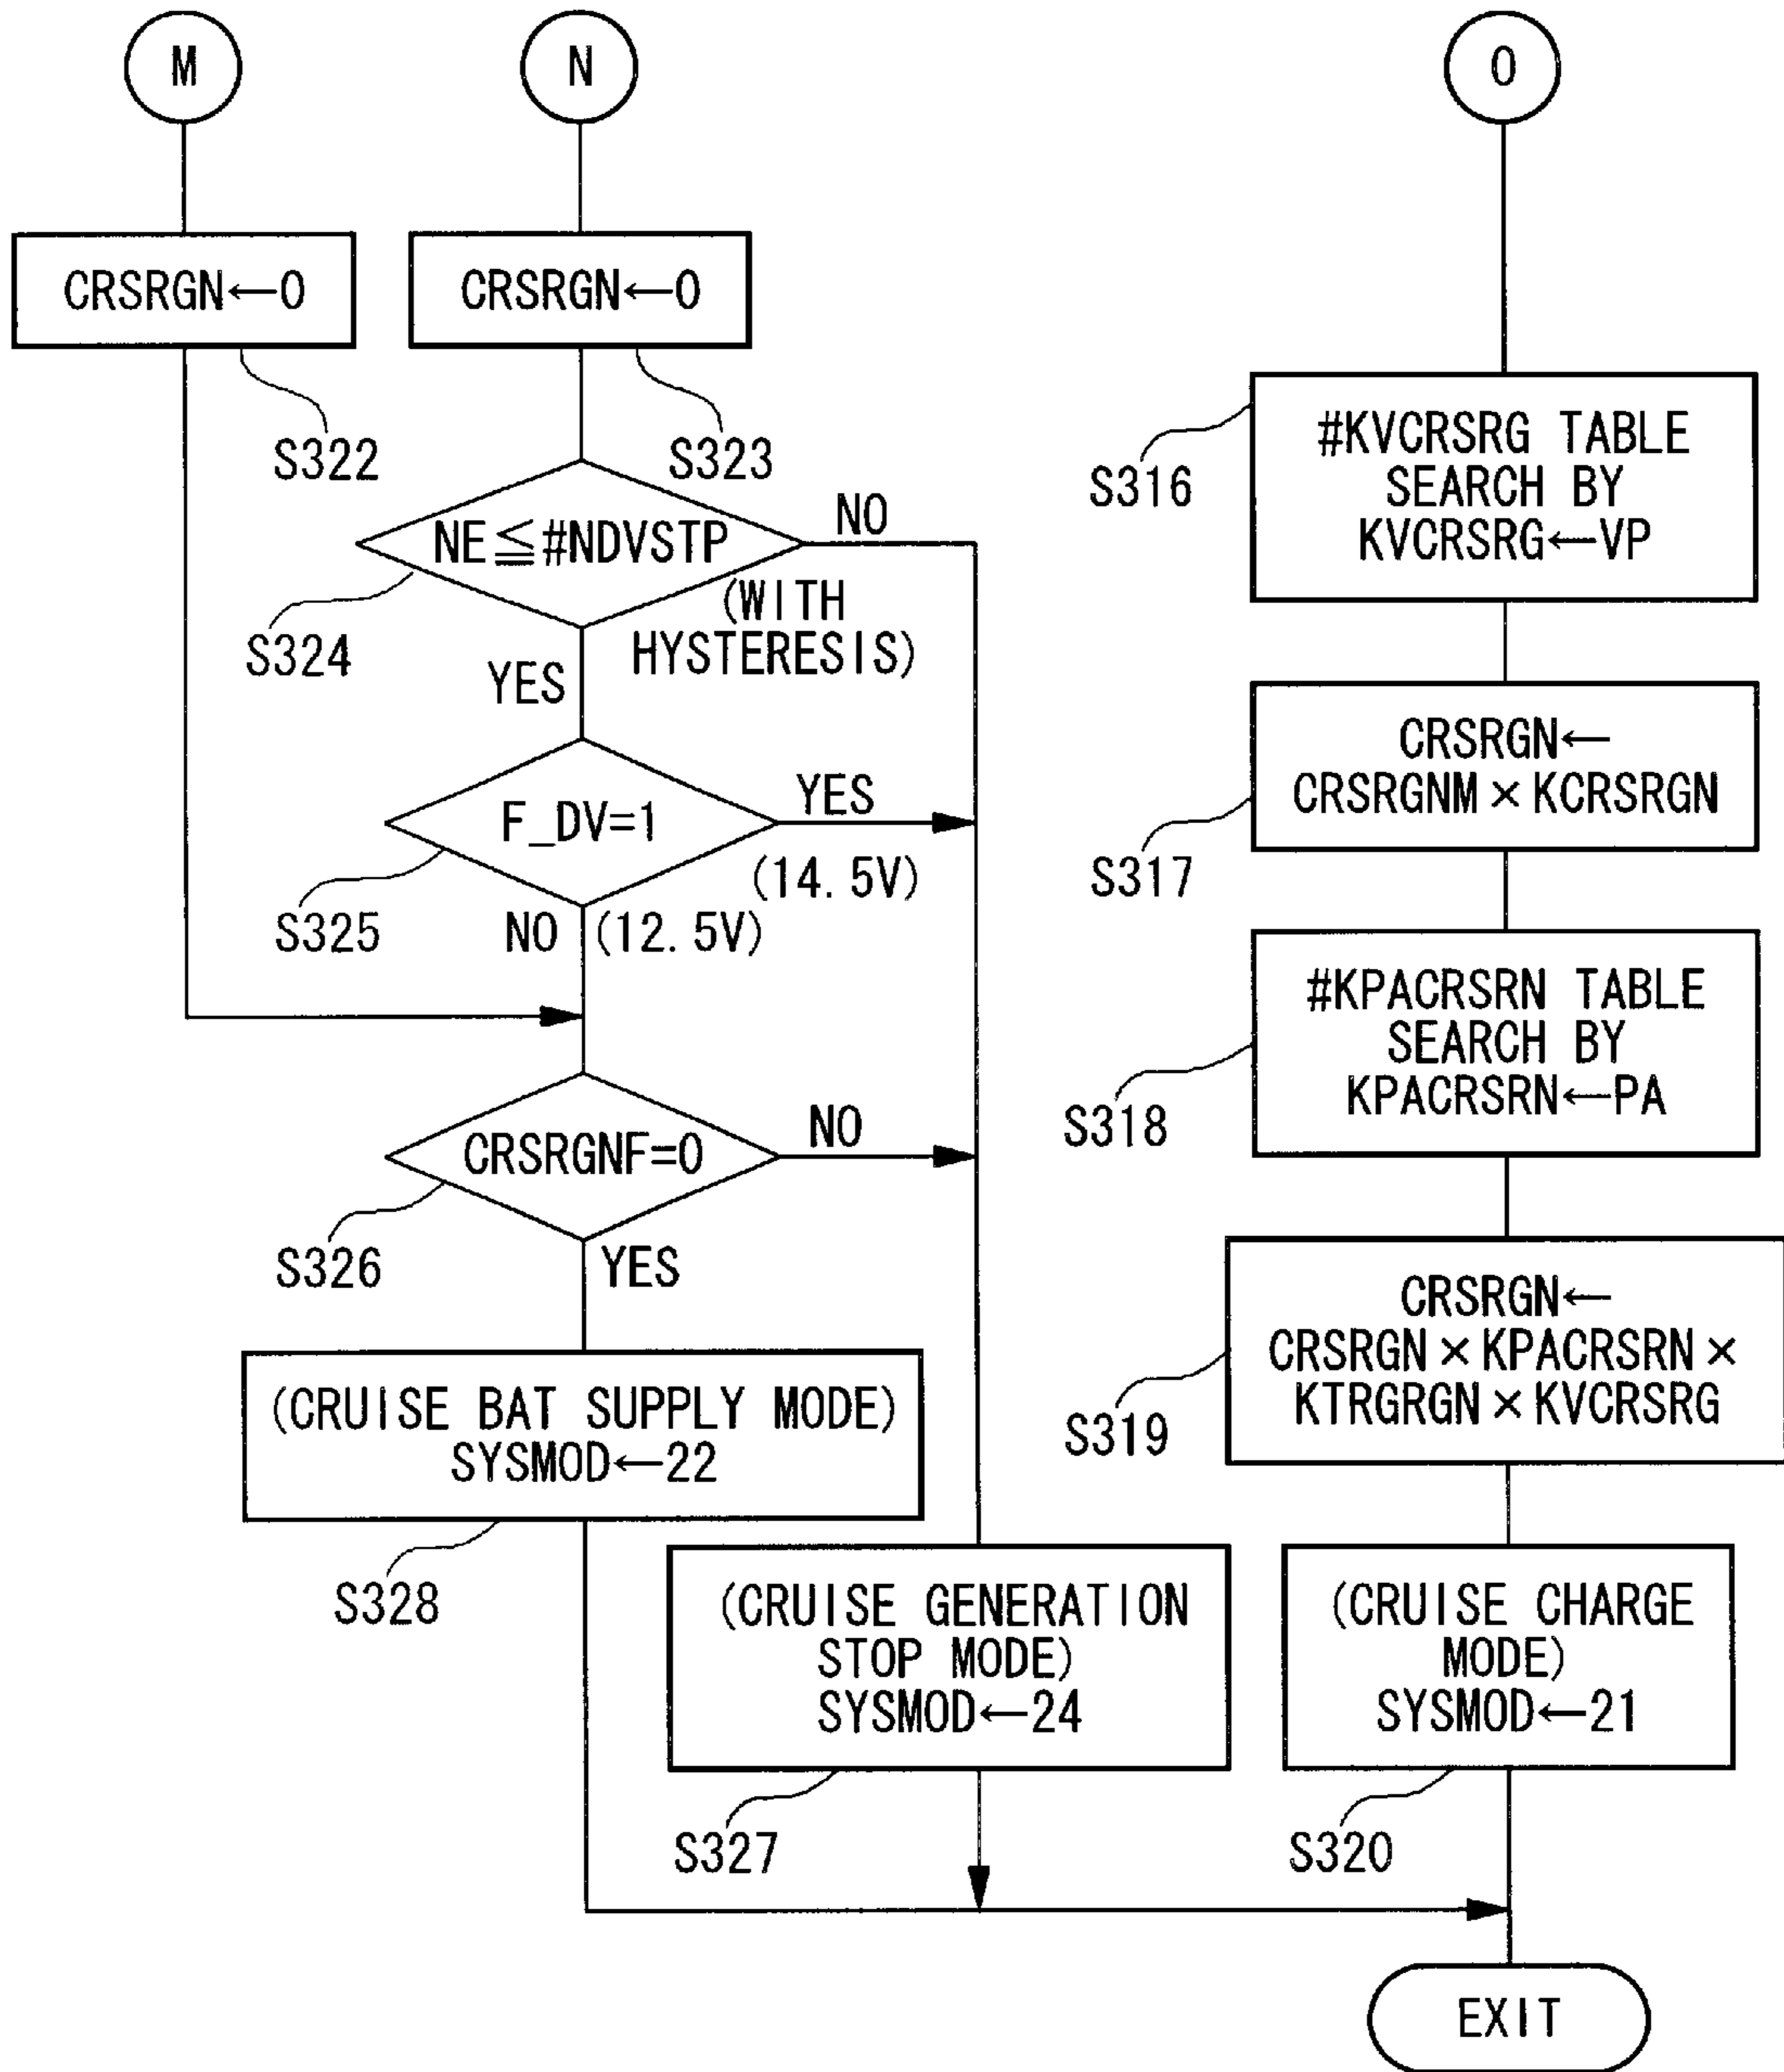 M
N
O
CRSRGN←0
CRSRGN←0
S322
S323
NE≦#NDVSTP
NO
(WITH
HYSTERESIS)
S324
YES
F_DV=1
YES
(14.5V)
S325
NO (12.5V)
CRSRGNF=0
NO
S326
YES
(CRUISE BAT SUPPLY MODE)
SYSMOD←22
S328
(CRUISE GENERATION
STOP MODE)
SYSMOD←24
S327
#KVCRSRG TABLE
SEARCH BY
KVCRSRG←VP
S316
CRSRGN←
CRSRGNM×KCRSRGN
S317
#KPACRSRN TABLE
SEARCH BY
KPACRSRN←PA
S318
CRSRGN←
CRSRGN×KPACRSRN×
KTRGRGN×KVCRSRG
S319
(CRUISE CHARGE
MODE)
SYSMOD←21
S320
EXIT